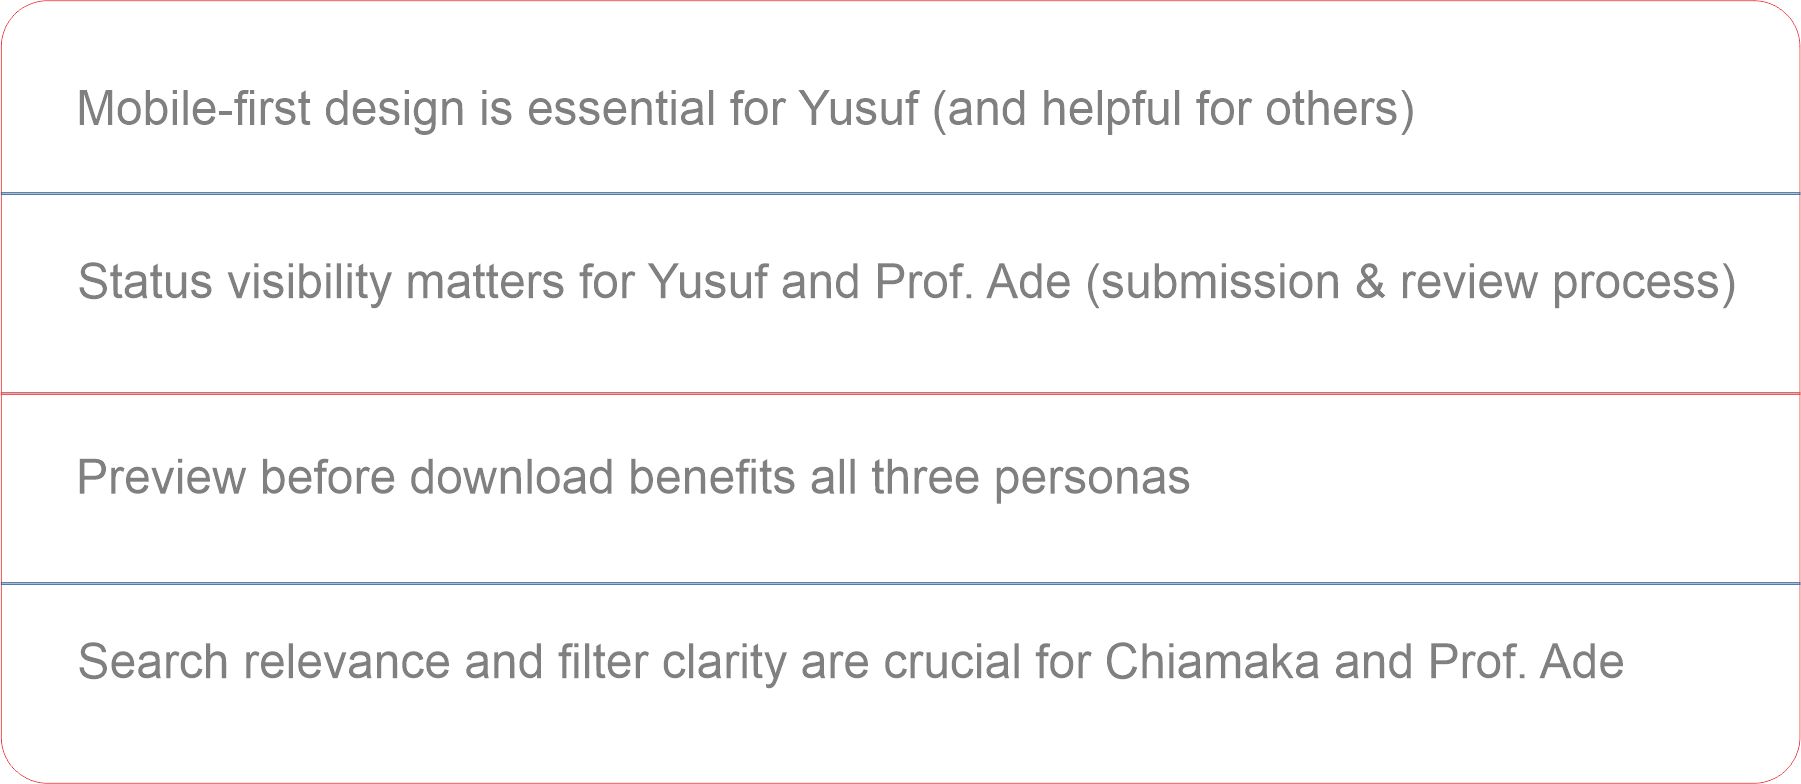 Mobile-first design is essential for Yusuf (and helpful for others)
Status visibility matters for Yusuf and Prof. Ade (submission & review process)
Preview before download benefits all three personas
Search relevance and filter clarity are crucial for Chiamaka and Prof. Ade